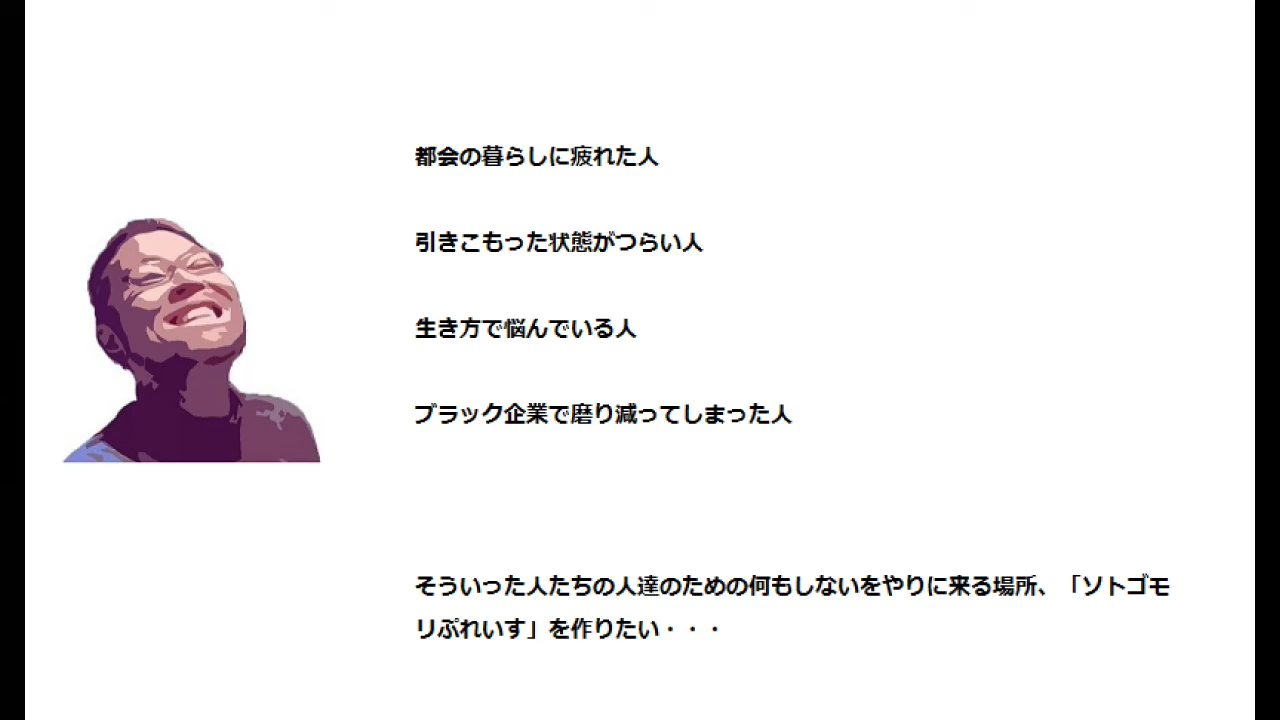 都会の暮らしに疲れた人
引きこもった状態がつらい人
生き方で悩んでいる人
ブラック企業で磨り減ってしまった人
そういった人たちの人達のための何もしないをやりに来る場所、「ソトゴモ
リぷれいす」を作りたい・・・